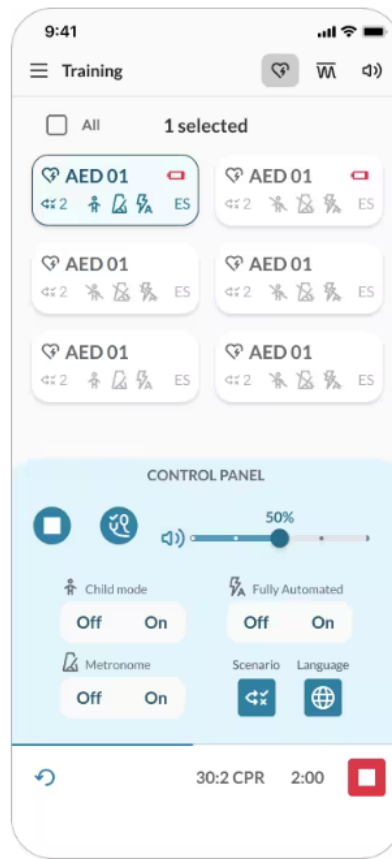 9:41
Training
All 1 selected
AED 01 AED 01
2 A ES 2 A ES
AED 01 AED 01
2 A ES 2 A ES
AED 01 AED 01
2 A ES 2 A ES
CONTROL PANEL
50%
Child mode A Fully Automated
Off On Off On
Metronome Scenario Language
Off On
30:2 CPR 2:00